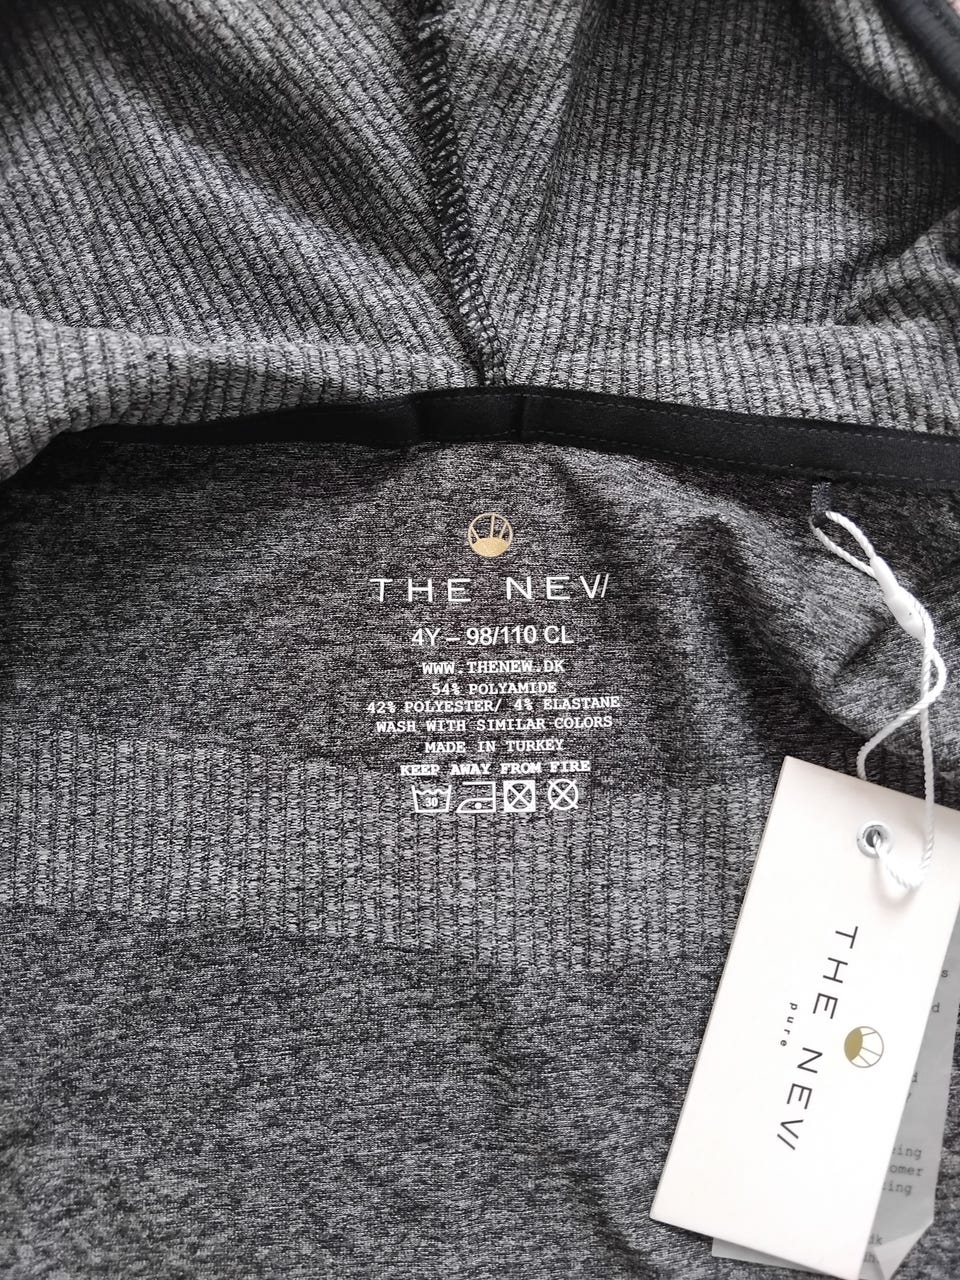 THE NEW
4Y – 98/110 CL
WWW.THENEW.DK
54% POLYAMIDE
42% POLYESTER/ 4% ELASTANE
WASH WITH SIMILAR COLORS
MADE IN TURKEY
KEEP AWAY FROM FIRE
30
THE NEW
pure